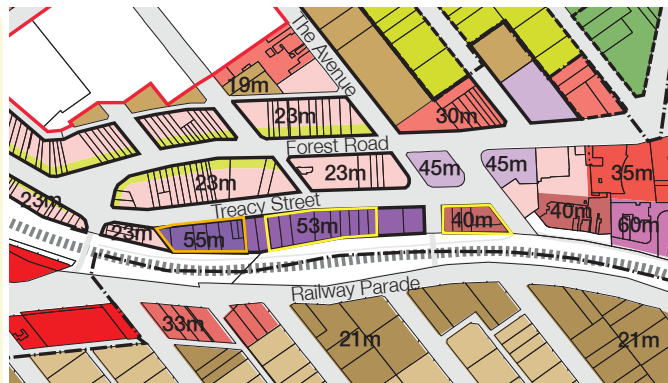 The Avenue
19m
23m
30m
Forest Road
23m
45m
45m
35m
23m
23m
Treacy Street
53m
40m
40m
60m
23m
55m
Railway Parade
33m
21m
21m